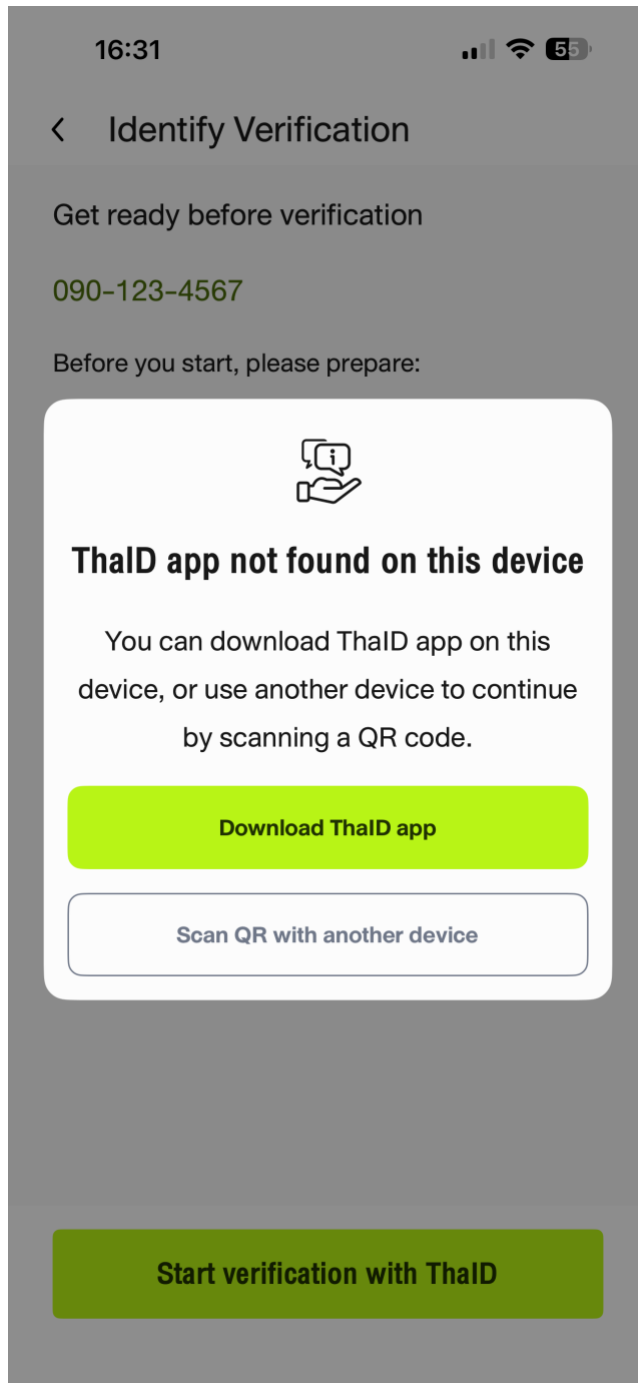 16:31
55
Identify Verification
Get ready before verification
090-123-4567
Before you start, please prepare:
i
ThaID app not found on this device
You can download ThaID app on this
device, or use another device to continue
by scanning a QR code.
Download ThaID app
Scan QR with another device
Start verification with ThaID